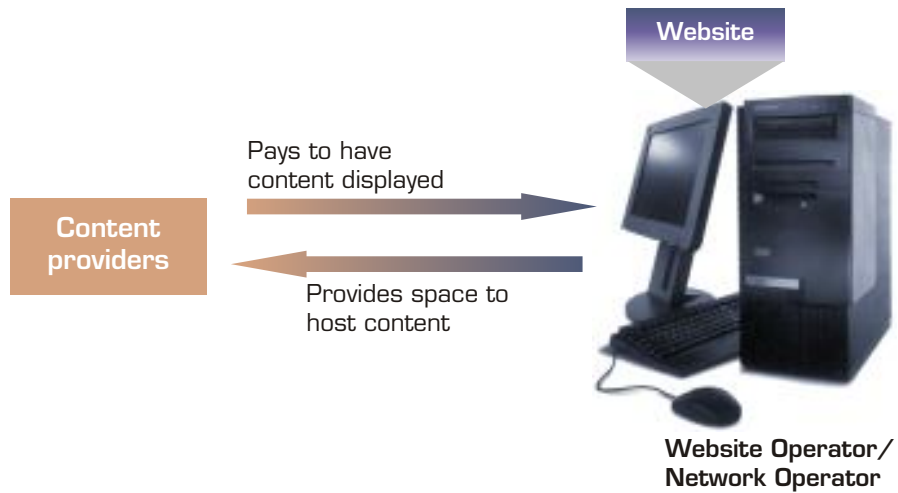 Website
Pays to have
content displayed
Content
providers
Provides space to
host content
Website Operator/
Network Operator